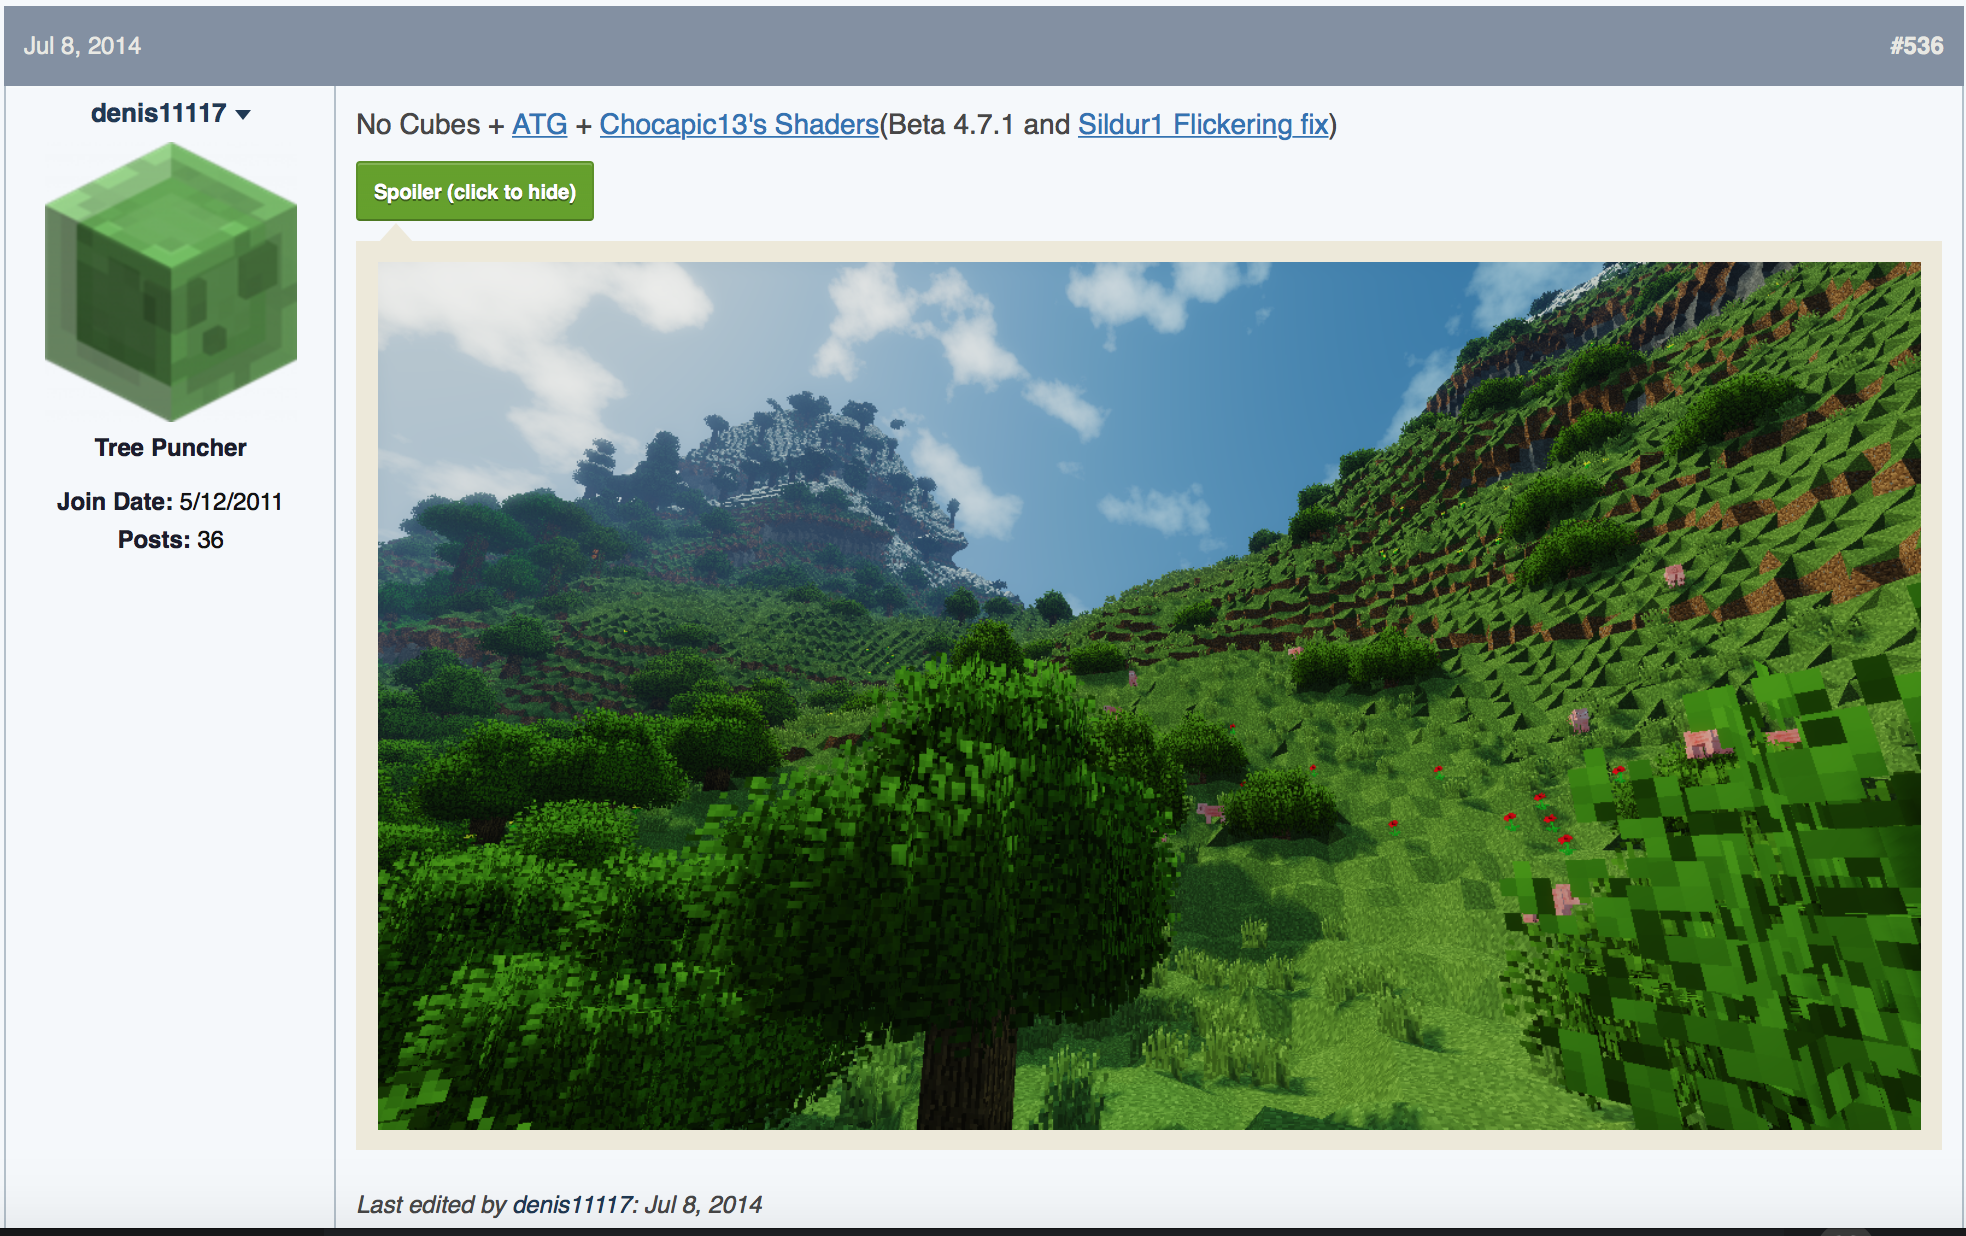 Jul 8, 2014
#536
denis11117
Tree Puncher
Join Date: 5/12/2011
Posts: 36
No Cubes + ATG + Chocapic13's Shaders(Beta 4.7.1 and Sildur1 Flickering fix)
Spoiler (click to hide)
Last edited by denis11117: Jul 8, 2014